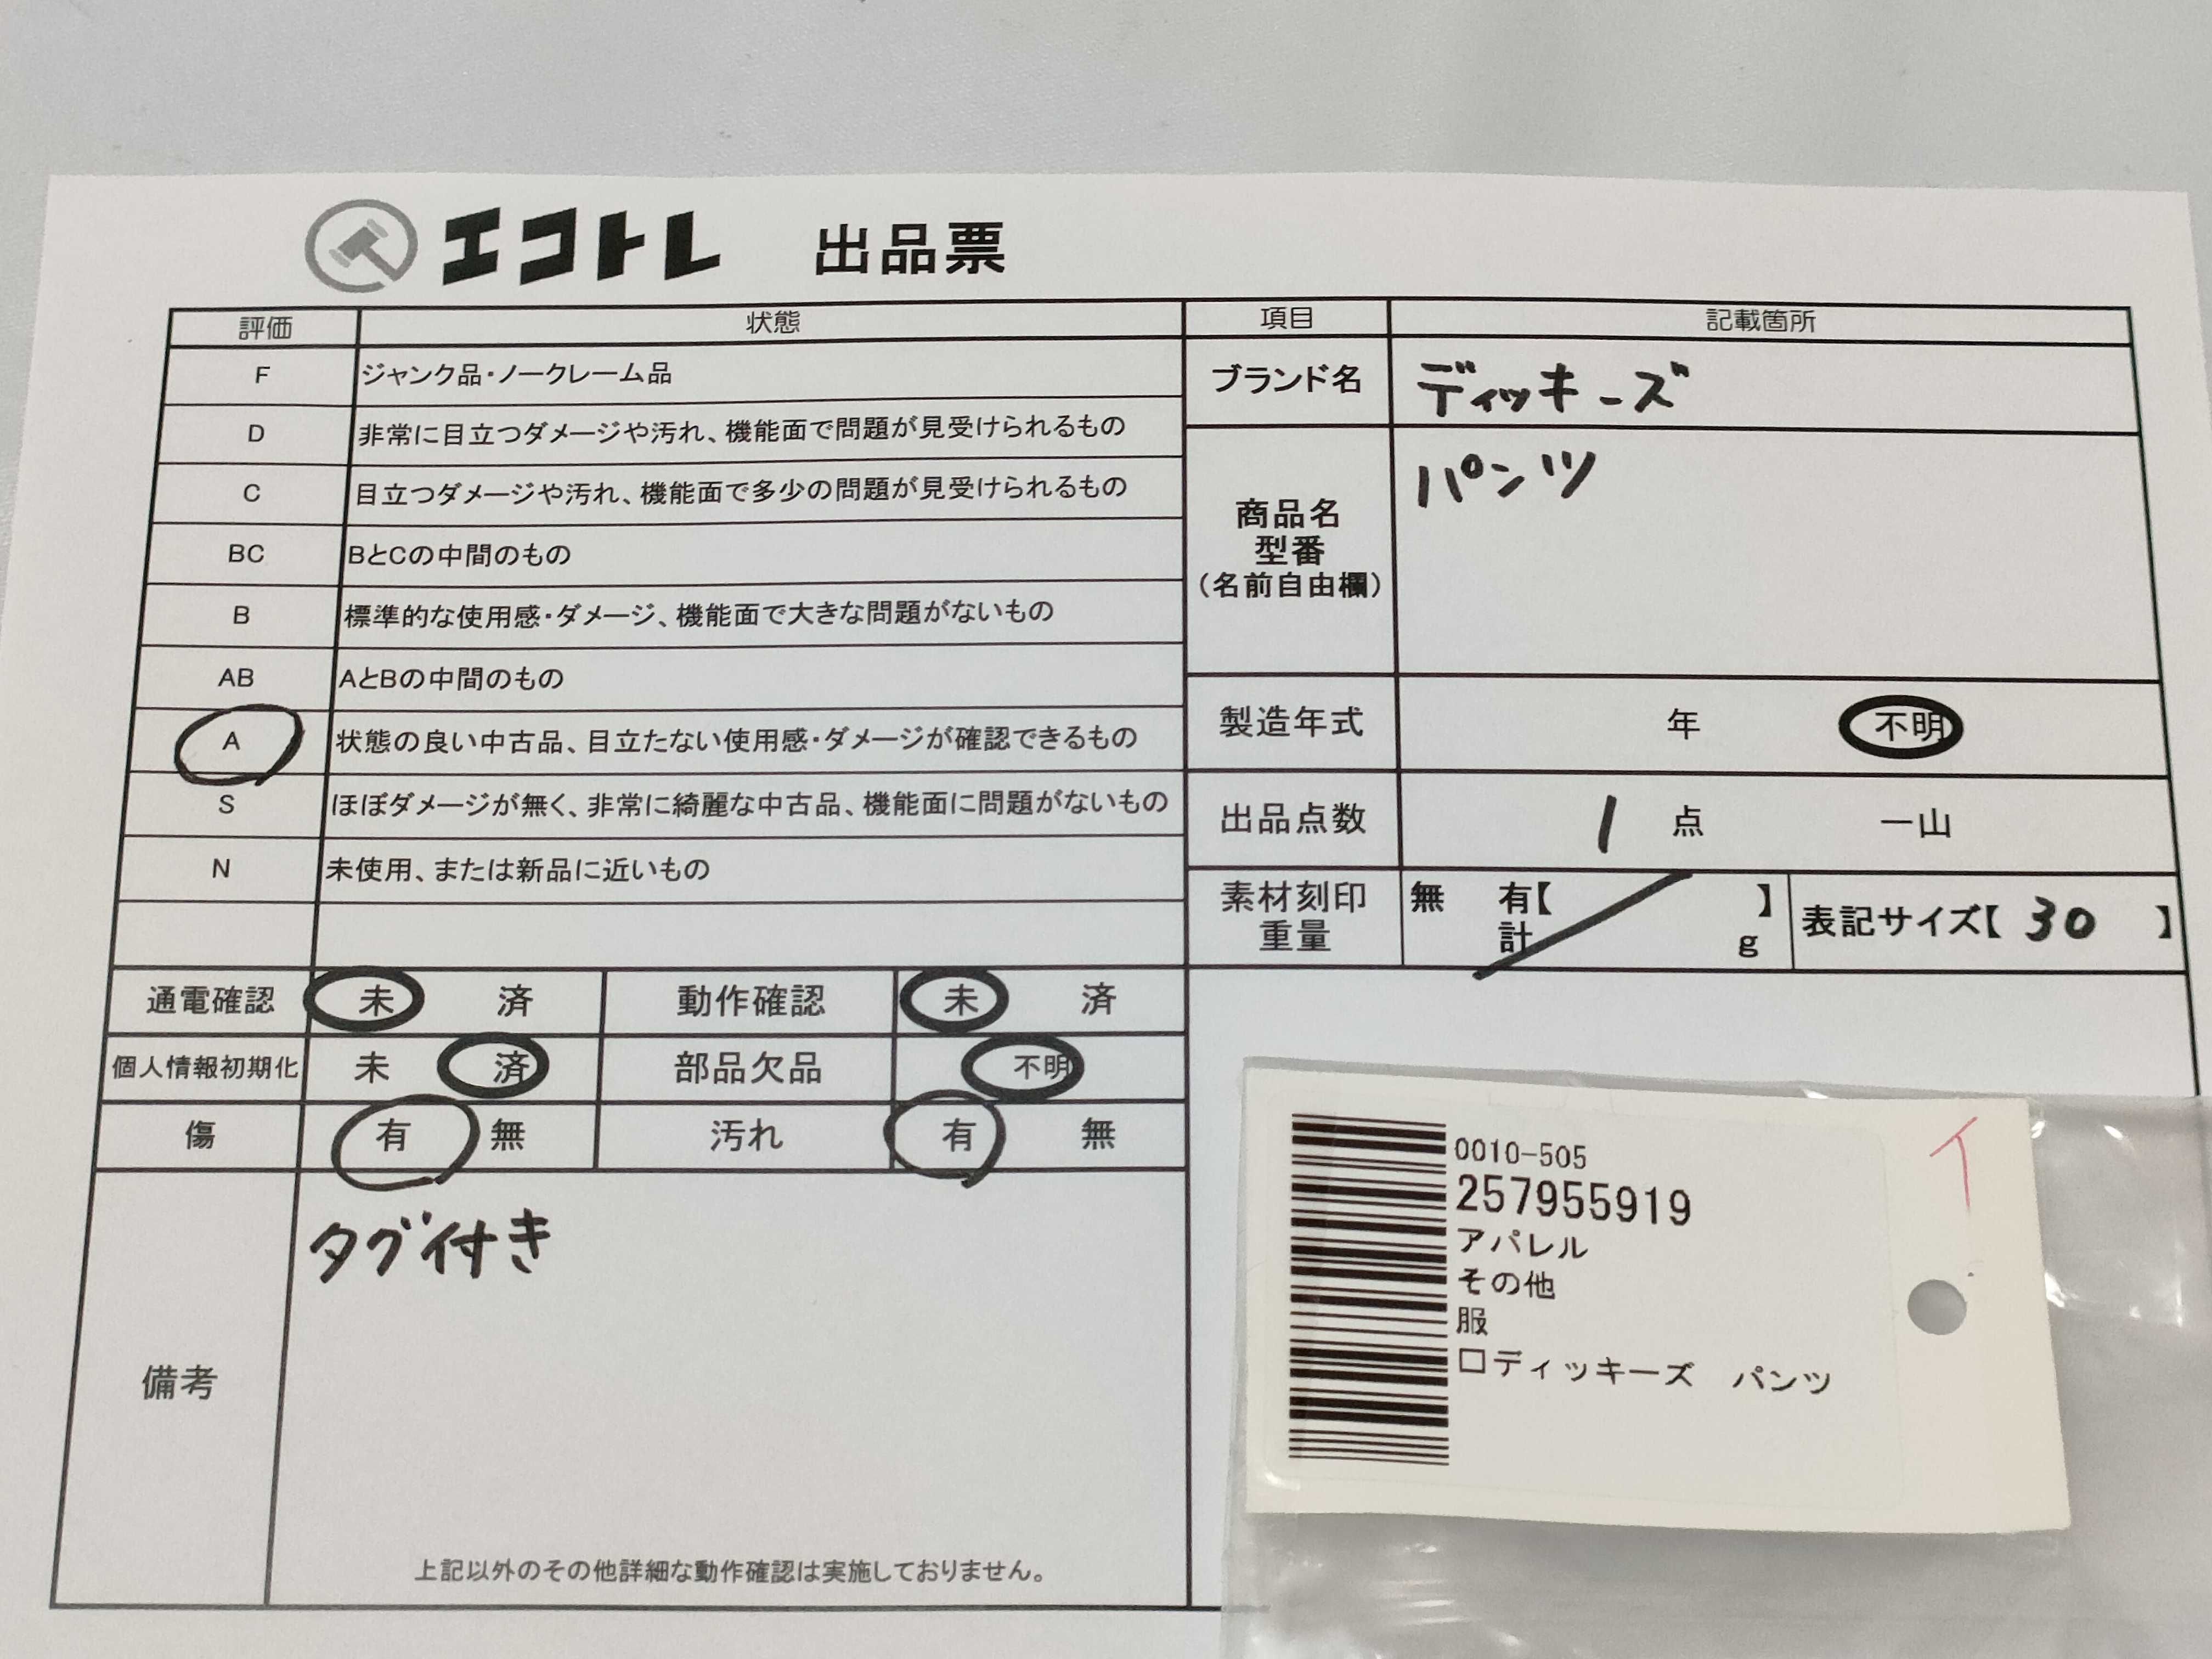 エコトレ 出品票
評価 状態 項目 記載箇所
F ジャンク品・ノークレーム品
D 非常に目立つダメージや汚れ、機能面で問題が見受けられるもの
C 目立つダメージや汚れ、機能面で多少の問題が見受けられるもの
BC BとCの中間のもの
B 標準的な使用感・ダメージ、機能面で大きな問題がないもの
AB AとBの中間のもの
A 状態の良い中古品、目立たない使用感・ダメージが確認できるもの
S ほぼダメージが無く、非常に綺麗な中古品、機能面に問題がないもの
N 未使用、または新品に近いもの
ブランド名 ディッキーズ
商品名 パンツ
型番
(名前自由欄)
製造年式 年 不明
出品点数 1 点 一山
素材刻印 無 有【 】 表記サイズ【 30 】
重量 計 g
通電確認 未 済 動作確認 未 済
個人情報初期化 未 済 部品欠品 不明
傷 有 無 汚れ 有 無
備考 タグ付き
上記以外のその他詳細な動作確認は実施しておりません。
0010-505
257955919
アパレル
その他
服
□ディッキーズ パンツ
イ